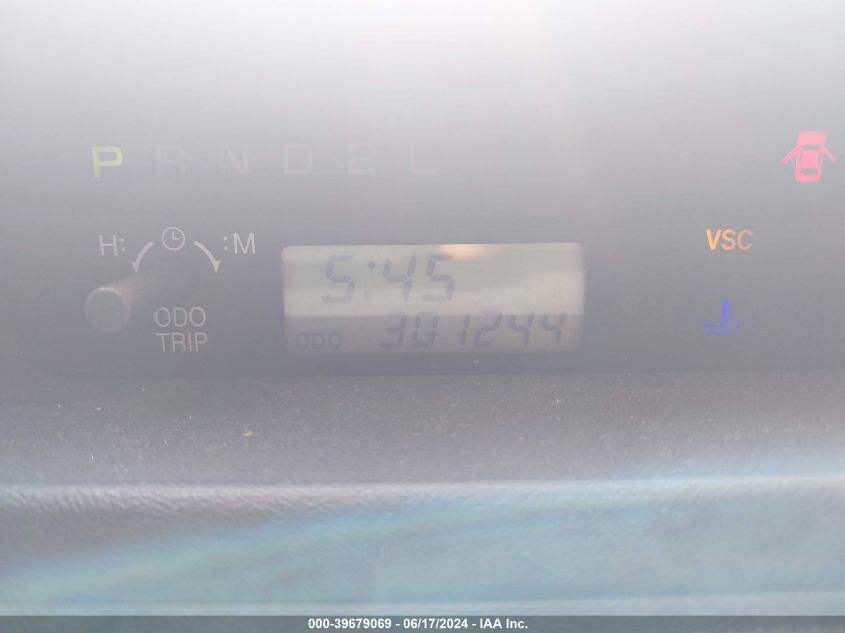 P R N D 2 L
H: :M
VSC
5:45
ODO
TRIP
ODO 301244
000-39679069 - 06/17/2024 - IAA Inc.